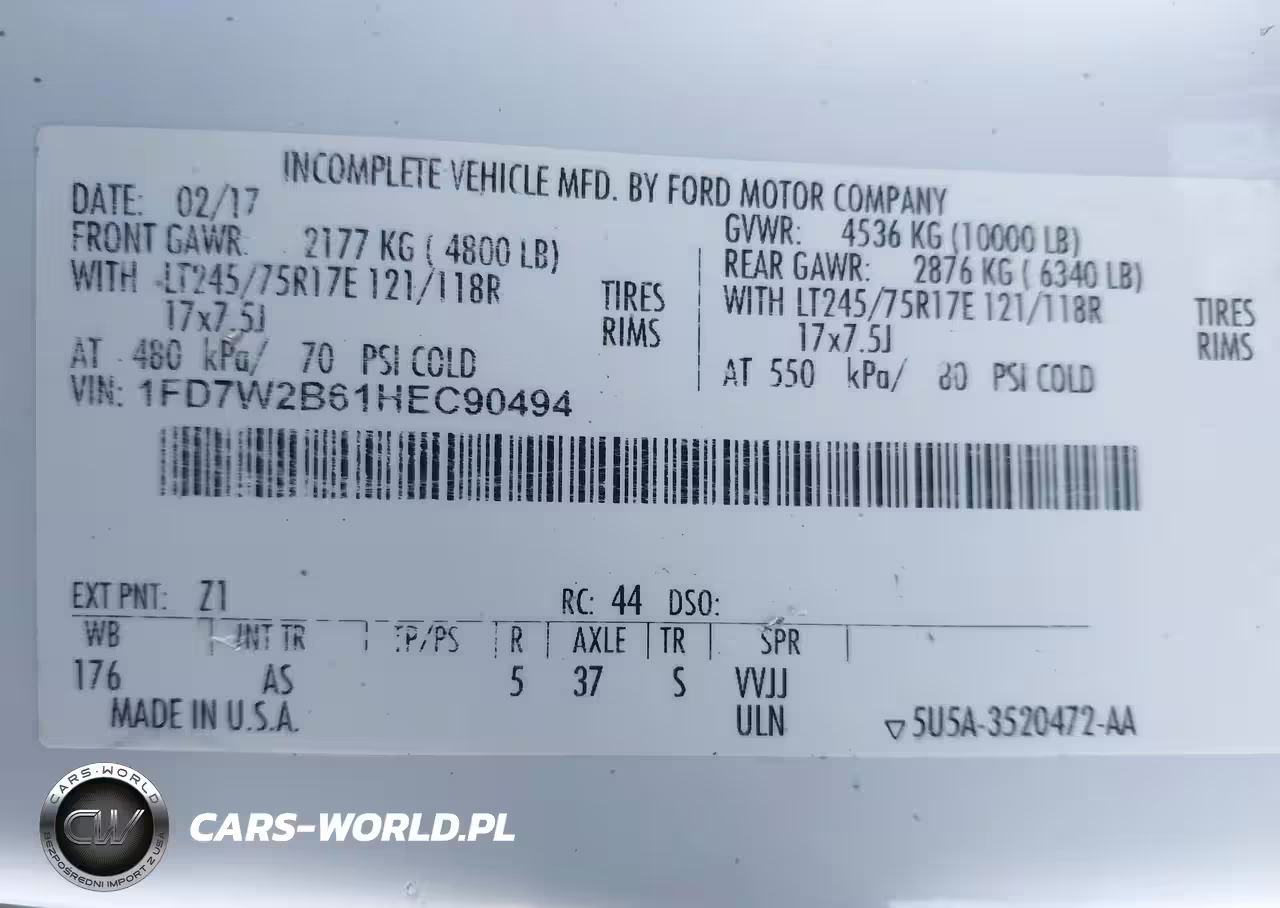 INCOMPLETE VEHICLE MFD. BY FORD MOTOR COMPANY
DATE: 02/17
GVWR: 4536 KG (10000 LB)
FRONT GAWR: 2177 KG ( 4800 LB)
REAR GAWR: 2876 KG ( 6340 LB)
WITH LT245/75R17E 121/118R TIRES
WITH LT245/75R17E 121/118R TIRES
17x7.5J RIMS
17x7.5J RIMS
AT 480 kPa/ 70 PSI COLD
AT 550 kPa/ 80 PSI COLD
VIN: 1FD7W2B61HEC90494
EXT PNT: Z1 RC: 44 DSO:
WB INT TR TP/PS R AXLE TR SPR
176 AS 5 37 S VVJJ
MADE IN U.S.A. ULN ▽5U5A-3520472-AA
CARS-WORLD
CW
BEZPOŚREDNI IMPORT Z USA
CARS-WORLD.PL